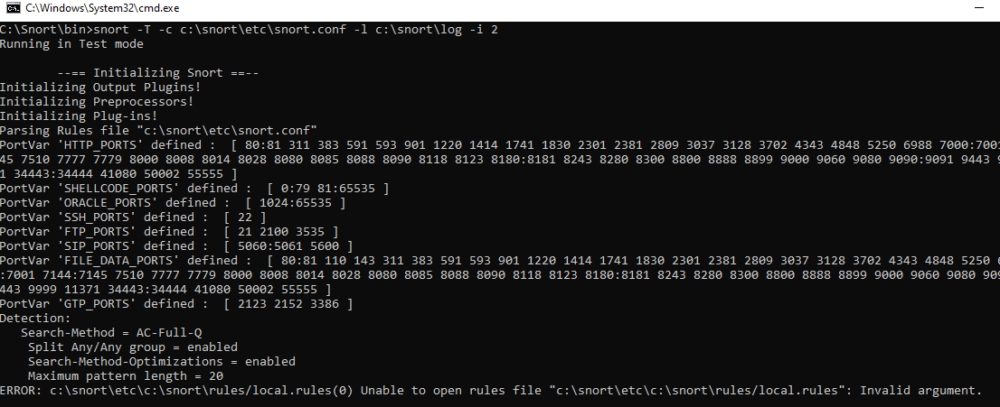 C:\Windows\System32\cmd.exe
C:\Snort\bin>snort -T -c c:\snort\etc\snort.conf -l c:\snort\log -i 2
Running in Test mode
--== Initializing Snort ==--
Initializing Output Plugins!
Initializing Preprocessors!
Initializing Plug-ins!
Parsing Rules file "c:\snort\etc\snort.conf"
PortVar 'HTTP_PORTS' defined :  [ 80:81 311 383 591 593 901 1220 1414 1741 1830 2301 2381 2809 3037 3128 3702 4343 4848 5250 6988 7000:7001
45 7510 7777 7779 8000 8008 8014 8028 8080 8085 8088 8090 8118 8123 8180:8181 8243 8280 8300 8800 8888 8899 9000 9060 9080 9090:9091 9443 9
1 34443:34444 41080 50002 55555 ]
PortVar 'SHELLCODE_PORTS' defined :  [ 0:79 81:65535 ]
PortVar 'ORACLE_PORTS' defined :  [ 1024:65535 ]
PortVar 'SSH_PORTS' defined :  [ 22 ]
PortVar 'FTP_PORTS' defined :  [ 21 2100 3535 ]
PortVar 'SIP_PORTS' defined :  [ 5060:5061 5600 ]
PortVar 'FILE_DATA_PORTS' defined :  [ 80:81 110 143 311 383 591 593 901 1220 1414 1741 1830 2301 2381 2809 3037 3128 3702 4343 4848 5250 6
:7001 7144:7145 7510 7777 7779 8000 8008 8014 8028 8080 8085 8088 8090 8118 8123 8180:8181 8243 8280 8300 8800 8888 8899 9000 9060 9080 909
443 9999 11371 34443:34444 41080 50002 55555 ]
PortVar 'GTP_PORTS' defined :  [ 2123 2152 3386 ]
Detection:
Search-Method = AC-Full-Q
Split Any/Any group = enabled
Search-Method-Optimizations = enabled
Maximum pattern length = 20
ERROR: c:\snort\etc\c:\snort\rules/local.rules(0) Unable to open rules file "c:\snort\etc\c:\snort\rules/local.rules": Invalid argument.